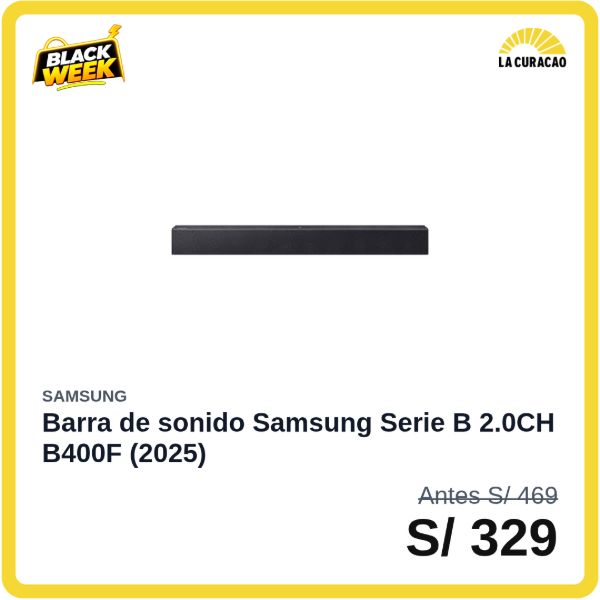 BLACK
WEEK
LA CURACAO
SAMSUNG
Barra de sonido Samsung Serie B 2.0CH
B400F (2025)
Antes S/ 469
S/ 329